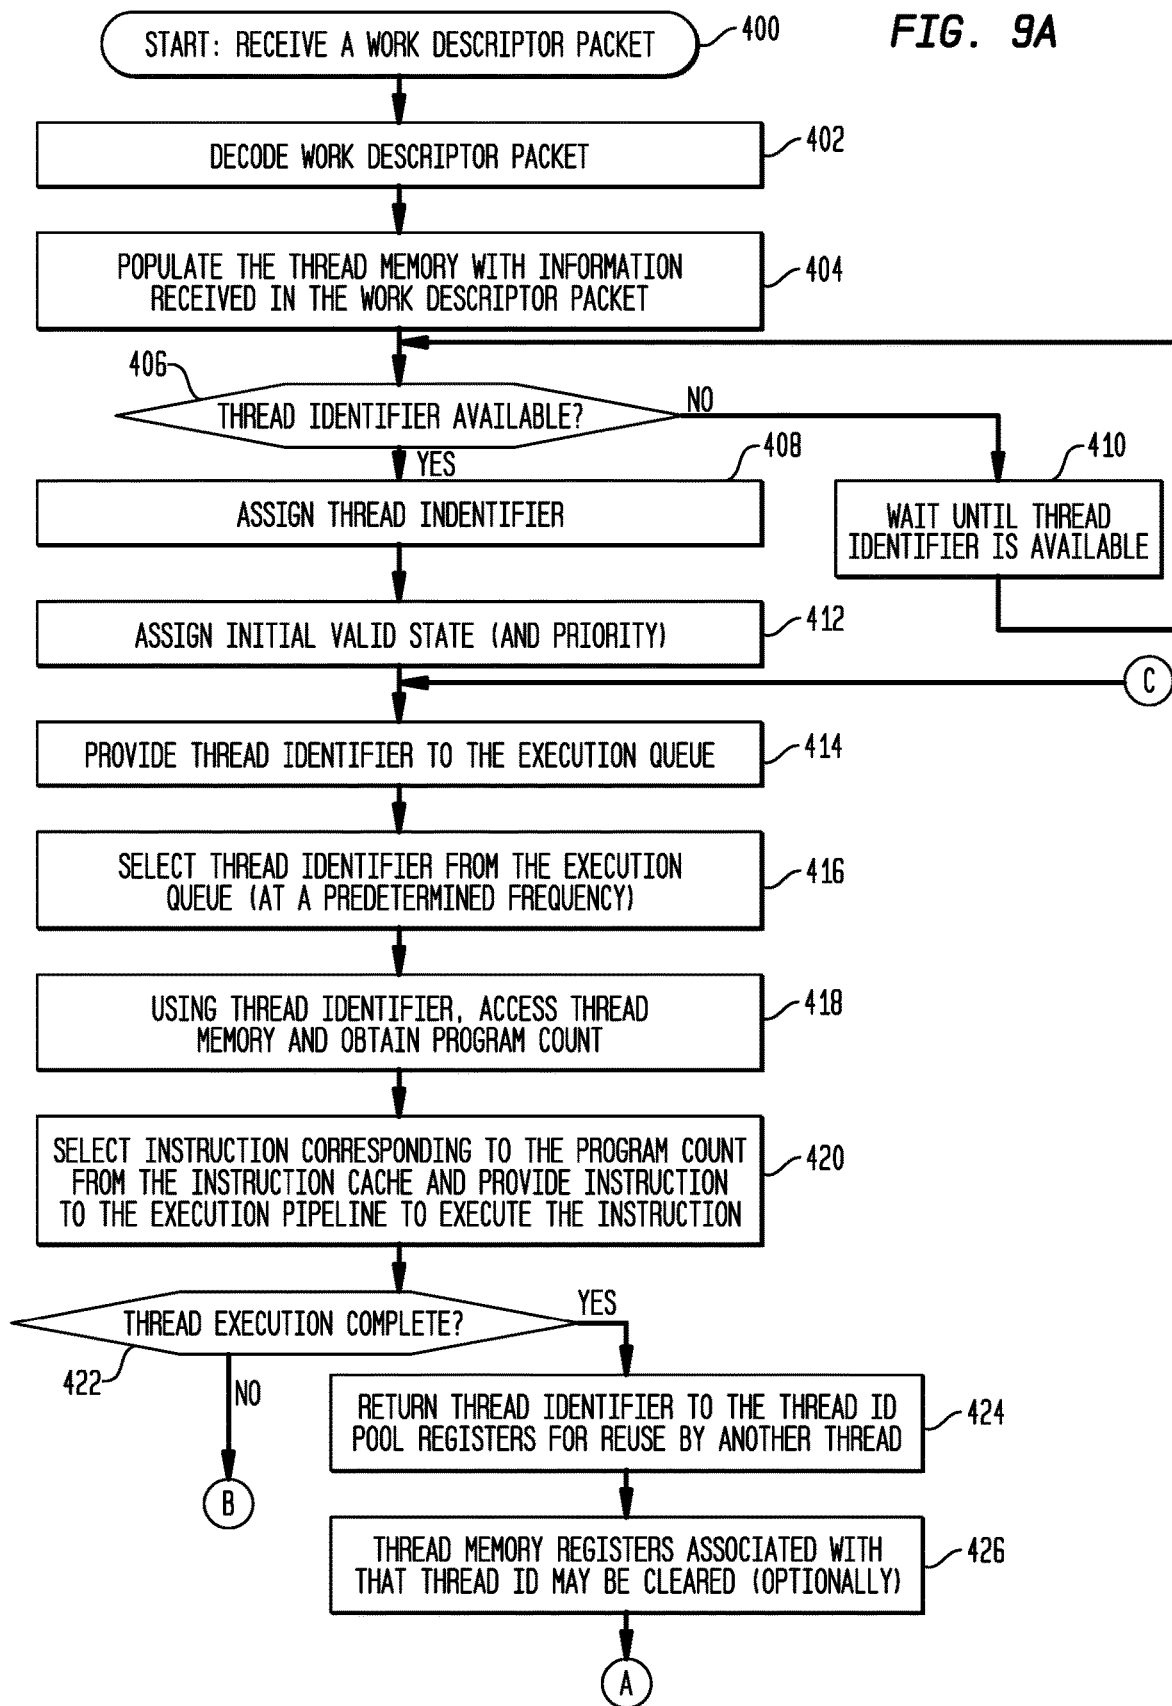 FIG. 9A
START: RECEIVE A WORK DESCRIPTOR PACKET
400
DECODE WORK DESCRIPTOR PACKET
402
POPULATE THE THREAD MEMORY WITH INFORMATION
RECEIVED IN THE WORK DESCRIPTOR PACKET
404
406
THREAD IDENTIFIER AVAILABLE?
NO
YES
408
ASSIGN THREAD INDENTIFIER
410
WAIT UNTIL THREAD
IDENTIFIER IS AVAILABLE
ASSIGN INITIAL VALID STATE (AND PRIORITY)
412
C
PROVIDE THREAD IDENTIFIER TO THE EXECUTION QUEUE
414
SELECT THREAD IDENTIFIER FROM THE EXECUTION
QUEUE (AT A PREDETERMINED FREQUENCY)
416
USING THREAD IDENTIFIER, ACCESS THREAD
MEMORY AND OBTAIN PROGRAM COUNT
418
SELECT INSTRUCTION CORRESPONDING TO THE PROGRAM COUNT
FROM THE INSTRUCTION CACHE AND PROVIDE INSTRUCTION
TO THE EXECUTION PIPELINE TO EXECUTE THE INSTRUCTION
420
THREAD EXECUTION COMPLETE?
YES
422
NO
B
RETURN THREAD IDENTIFIER TO THE THREAD ID
POOL REGISTERS FOR REUSE BY ANOTHER THREAD
424
THREAD MEMORY REGISTERS ASSOCIATED WITH
THAT THREAD ID MAY BE CLEARED (OPTIONALLY)
426
A